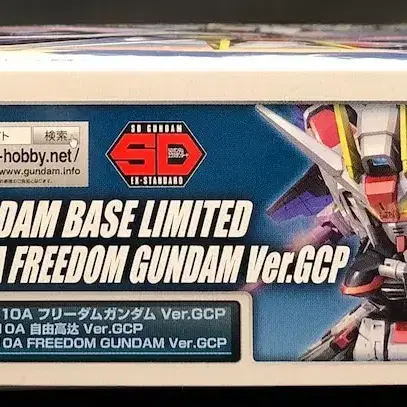 ト 検索
-hobby.net/
www.gundam.info
SD GUNDAM
SD
EX-STANDARD
DAM BASE LIMITED
A FREEDOM GUNDAM Ver.GCP
10A フリーダムガンダム Ver.GCP
10A 自由高达 Ver.GCP
0A FREEDOM GUNDAM Ver.GCP